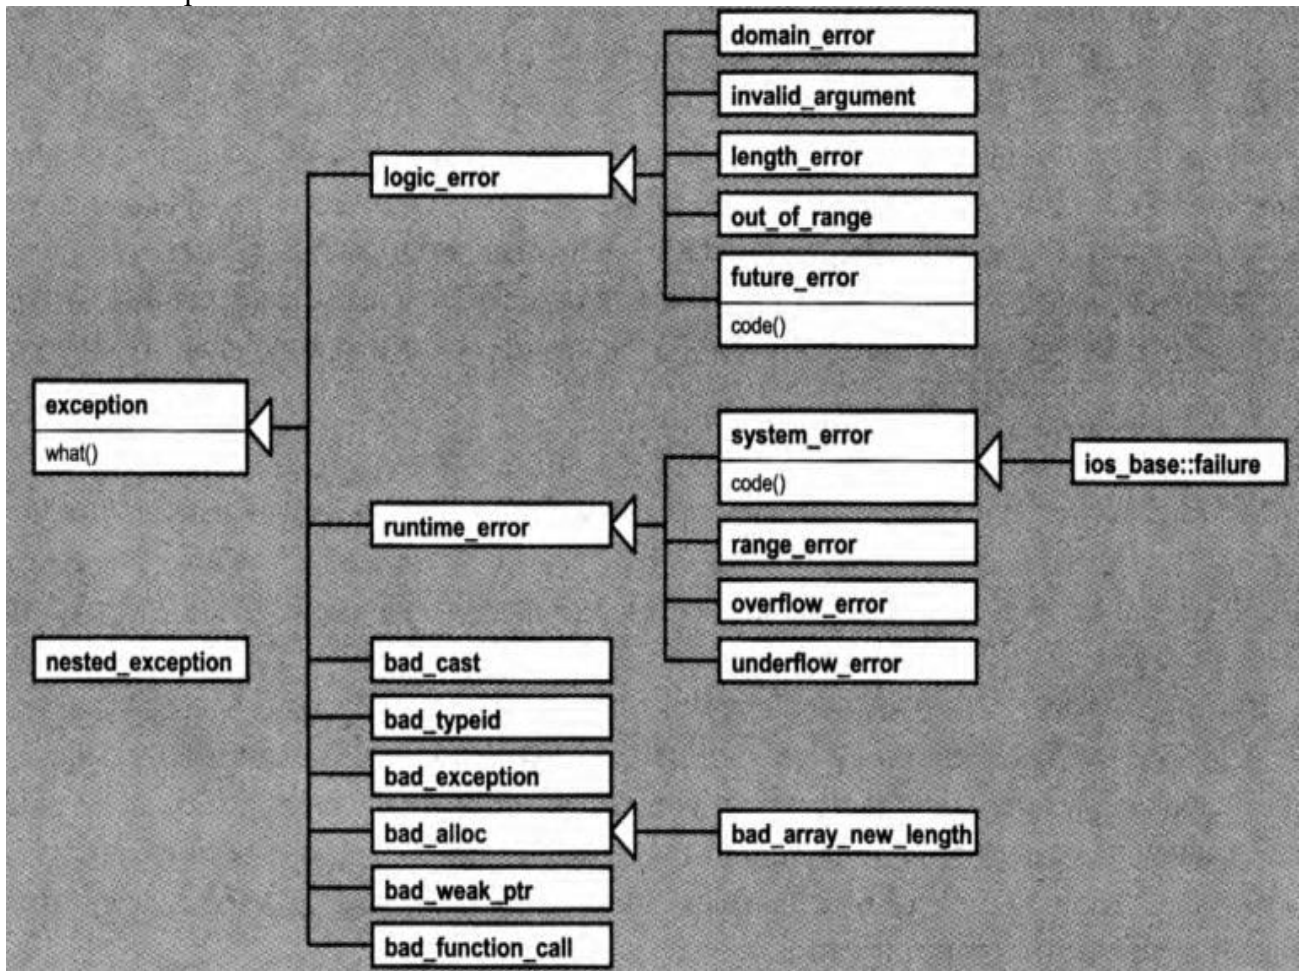 domain_error
invalid_argument
length_error
logic_error
out_of_range
future_error
code()
exception
what()
system_error
code()
ios_base::failure
runtime_error
range_error
overflow_error
nested_exception
bad_cast
underflow_error
bad_typeid
bad_exception
bad_alloc
bad_array_new_length
bad_weak_ptr
bad_function_call